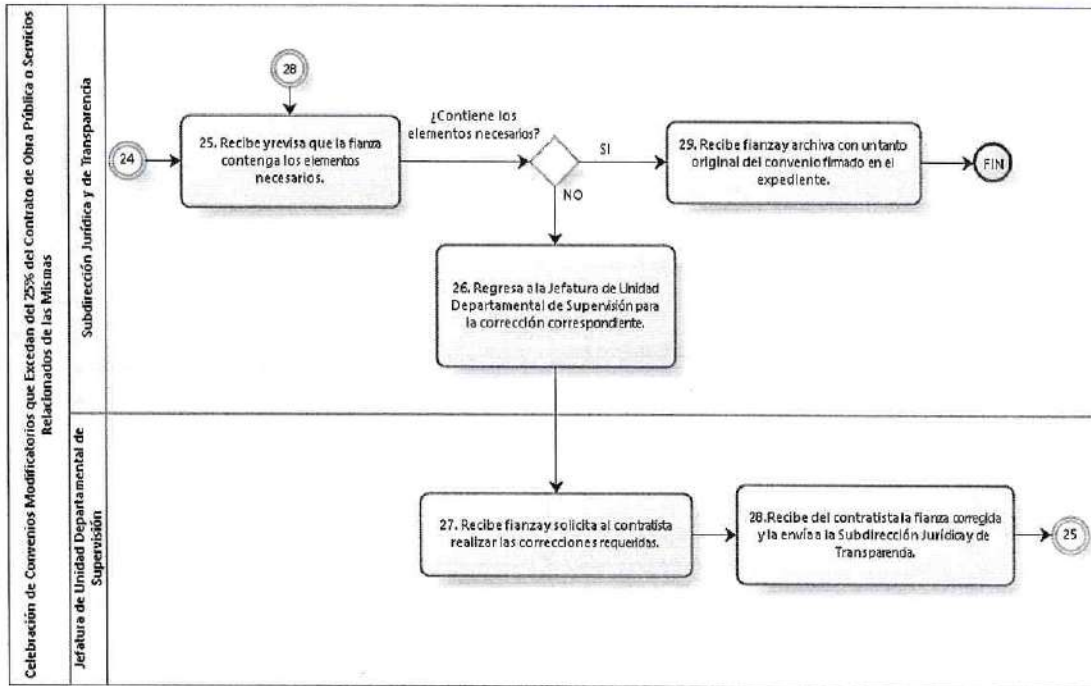 Celebración de Convenios Modificatorios que Excedan del 25% del Contrato de Obra Pública o Servicios
Relacionados de las Mismas
Subdirección Jurídica y de Transparencia
28
24
25. Recibe y revisa que la fianza
contenga los elementos
necesarios.
¿Contiene los
elementos necesarios?
SI
NO
29. Recibe fianza y archiva con un tanto
original del convenio firmado en el
expediente.
FIN
26. Regresa a la Jefatura de Unidad
Departamental de Supervisión para
la corrección correspondiente.
Jefatura de Unidad Departamental de
Supervisión
27. Recibe fianza y solicita al contratista
realizar las correcciones requeridas.
28.Recibe del contratista la fianza corregida
y la envía a la Subdirección Jurídica y de
Transparencia.
25